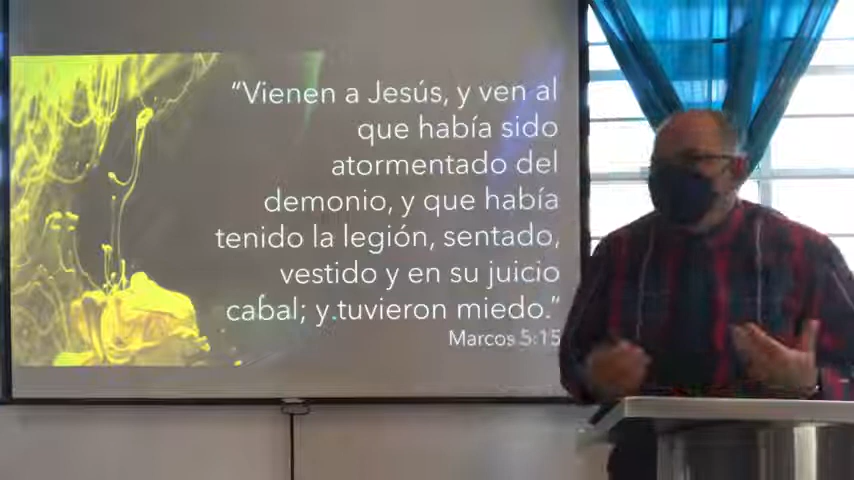 “Vienen a Jesús, y ven al
que había sido
atormentado del
demonio, y que había
tenido la legión, sentado,
vestido y en su juicio
cabal; y tuvieron miedo.”
Marcos 5:15